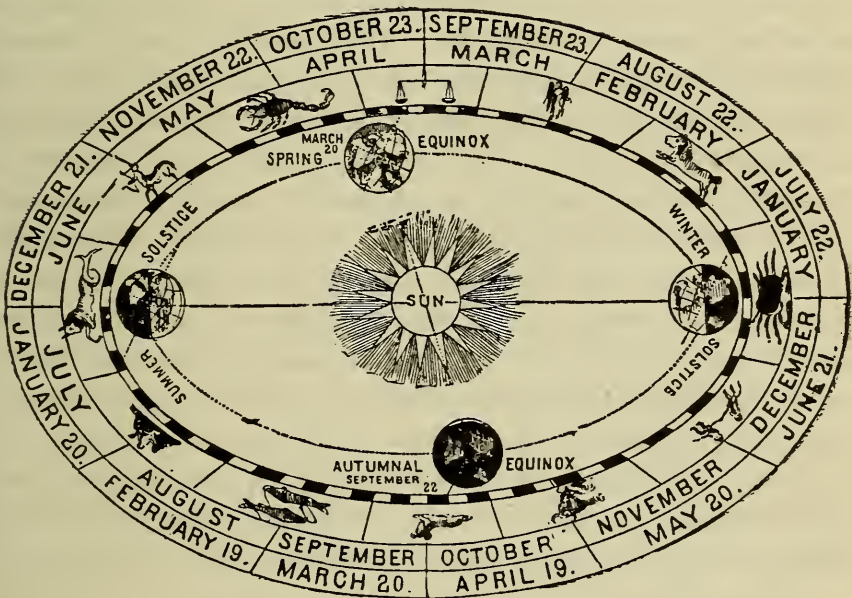 OCTOBER 23.
SEPTEMBER 23.
AUGUST 22.
JULY 22.
JUNE 21.
MAY 20.
APRIL 19.
MARCH 20.
FEBRUARY 19.
JANUARY 20.
DECEMBER 21.
NOVEMBER 22.
APRIL
MARCH
FEBRUARY
JANUARY
DECEMBER
NOVEMBER
OCTOBER
SEPTEMBER
AUGUST
JULY
JUNE
MAY
MARCH
20
SPRING
EQUINOX
WINTER
SOLSTICE
SUMMER
SOLSTICE
SUN
AUTUMNAL
SEPTEMBER 22
EQUINOX